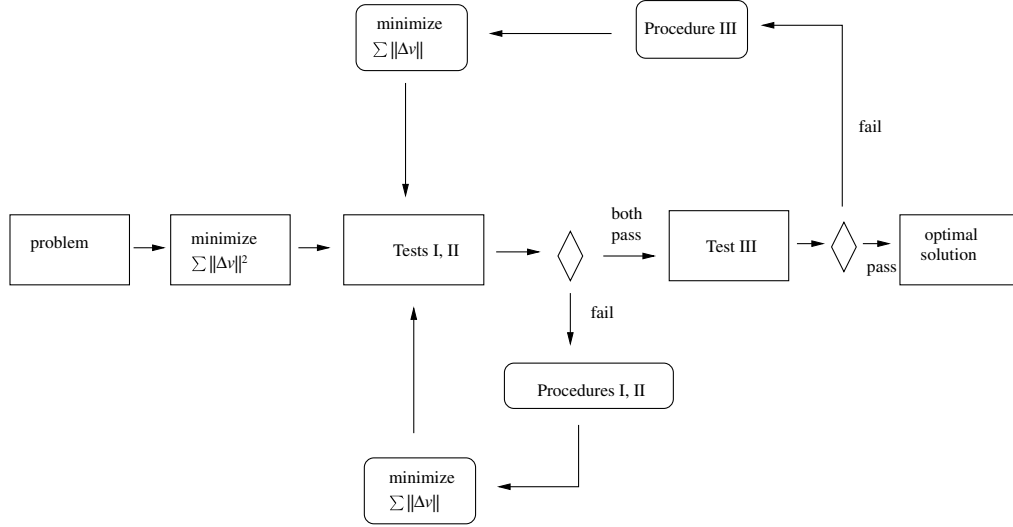 minimize
∑ ||Δv||
Procedure III
fail
problem
minimize
∑ ||Δv||²
Tests I, II
both
pass
Test III
pass
optimal
solution
fail
Procedures I, II
minimize
∑ ||Δv||